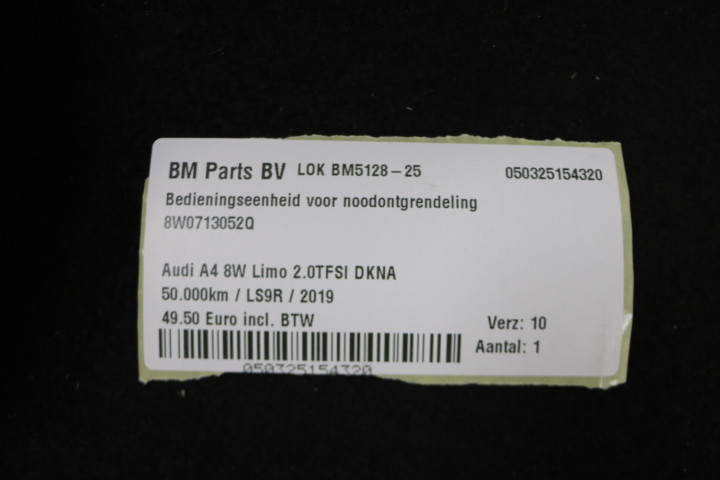 BM Parts BV LOK BM5128-25 050325154320
Bedieningseenheid voor noodontgrendeling
8W0713052Q
Audi A4 8W Limo 2.0TFSI DKNA
50.000km / LS9R / 2019
49.50 Euro incl. BTW Verz: 10
Aantal: 1
050325154320